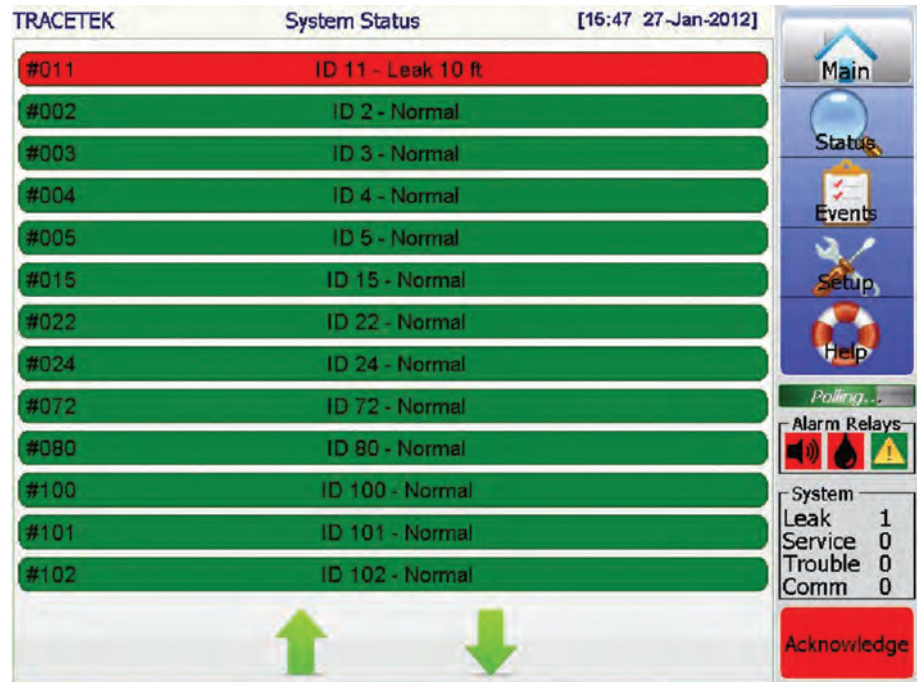 TRACETEK System Status [15:47 27-Jan-2012]
#011 ID 11 - Leak 10 ft
#002 ID 2 - Normal
#003 ID 3 - Normal
#004 ID 4 - Normal
#005 ID 5 - Normal
#015 ID 15 - Normal
#022 ID 22 - Normal
#024 ID 24 - Normal
#072 ID 72 - Normal
#080 ID 80 - Normal
#100 ID 100 - Normal
#101 ID 101 - Normal
#102 ID 102 - Normal
Main
Status
Events
Setup
Help
Polling...
Alarm Relays
System
Leak 1
Service 0
Trouble 0
Comm 0
Acknowledge